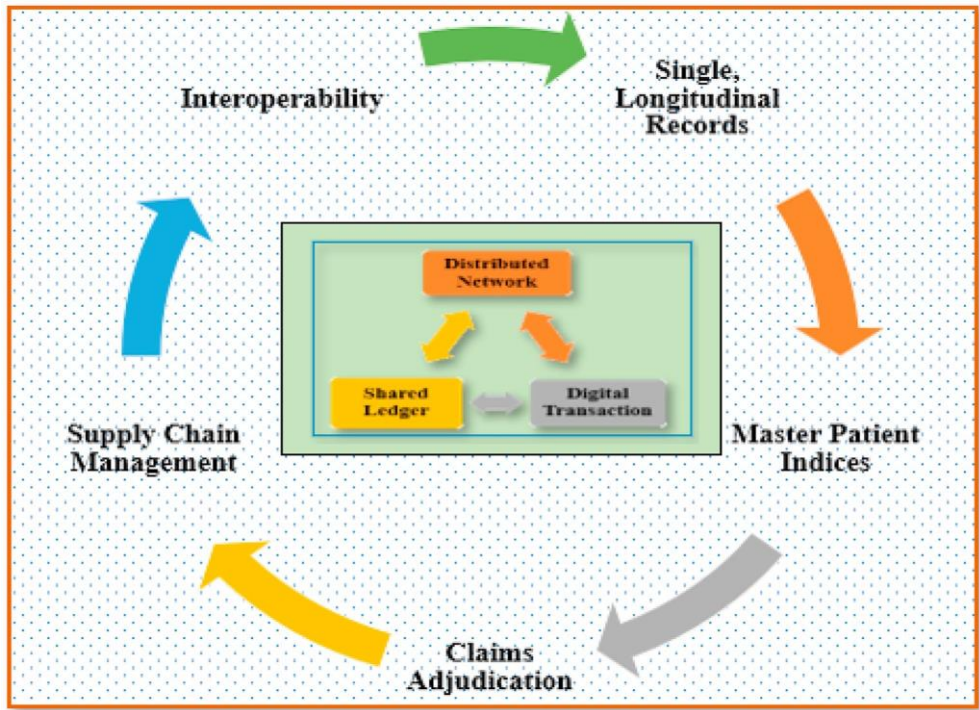 Interoperability
Single,
Longitudinal
Records
Distributed
Network
Shared
Ledger
Digital
Transaction
Supply Chain
Management
Master Patient
Indices
Claims
Adjudication